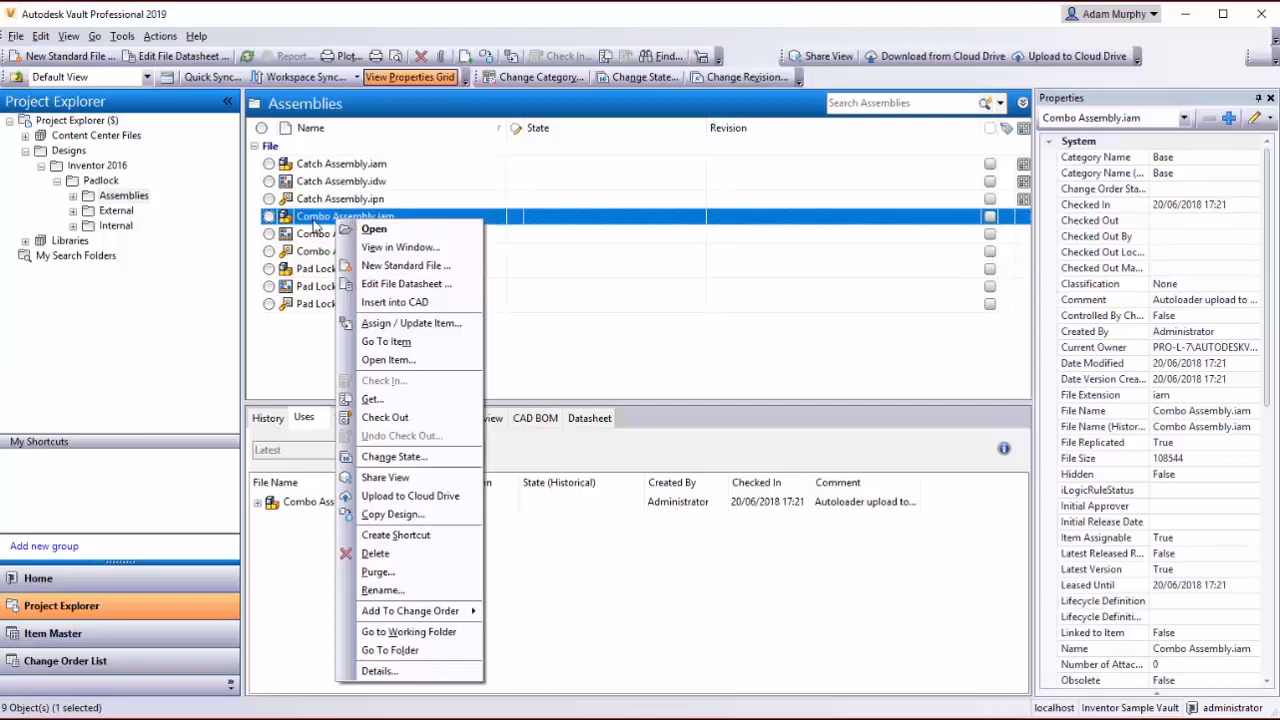 Autodesk Vault Professional 2019
Adam Murphy
File Edit View Go Tools Actions Help
New Standard File ... Edit File Datasheet ... Report... Plot... Check In... Find... Share View Download from Cloud Drive Upload to Cloud Drive
Default View Quick Sync... Workspace Sync... View Properties Grid Change Category... Change State... Change Revision...
Project Explorer
Project Explorer ($)
Content Center Files
Designs
Inventor 2016
Padlock
Assemblies
External
Internal
Libraries
My Search Folders
My Shortcuts
Add new group
Home
Project Explorer
Item Master
Change Order List
Assemblies
Search Assemblies
Name State Revision
File
Catch Assembly.iam
Catch Assembly.idw
Catch Assembly.ipn
Combo Assembly.iam
Combo A
Combo A
Pad Lock
Pad Lock
Pad Lock
Open
View in Window...
New Standard File ...
Edit File Datasheet ...
Insert into CAD
Assign / Update Item...
Go To Item
Open Item...
Check In...
Get...
Check Out
Undo Check Out...
Change State...
Share View
Upload to Cloud Drive
Copy Design...
Create Shortcut
Delete
Purge...
Rename...
Add To Change Order
Go to Working Folder
Go To Folder
Details...
History Uses view CAD BOM Datasheet
Latest
File Name State (Historical) Created By Checked In Comment
Combo Ass Administrator 20/06/2018 17:21 Autoloader upload to...
Properties
Combo Assembly.iam
System
Category Name Base
Category Name (... Base
Change Order Sta...
Checked In 20/06/2018 17:21
Checked Out
Checked Out By
Checked Out Loc...
Checked Out Ma...
Classification None
Comment Autoloader upload to ...
Controlled By Ch... False
Created By Administrator
Current Owner PRO-L-7\AUTODESKV...
Date Modified 20/06/2018 17:21
Date Version Crea... 20/06/2018 17:21
File Extension iam
File Name Combo Assembly.iam
File Name (Histor... Combo Assembly.iam
File Replicated True
File Size 108544
Hidden False
iLogicRuleStatus
Initial Approver
Initial Release Date
Item Assignable True
Latest Released R... False
Latest Version True
Leased Until 20/06/2018 17:21
Lifecycle Definition
Lifecycle Definiti...
Linked to Item False
Name Combo Assembly.iam
Number of Attac... 0
Obsolete False
9 Object(s) (1 selected)
localhost Inventor Sample Vault administrator